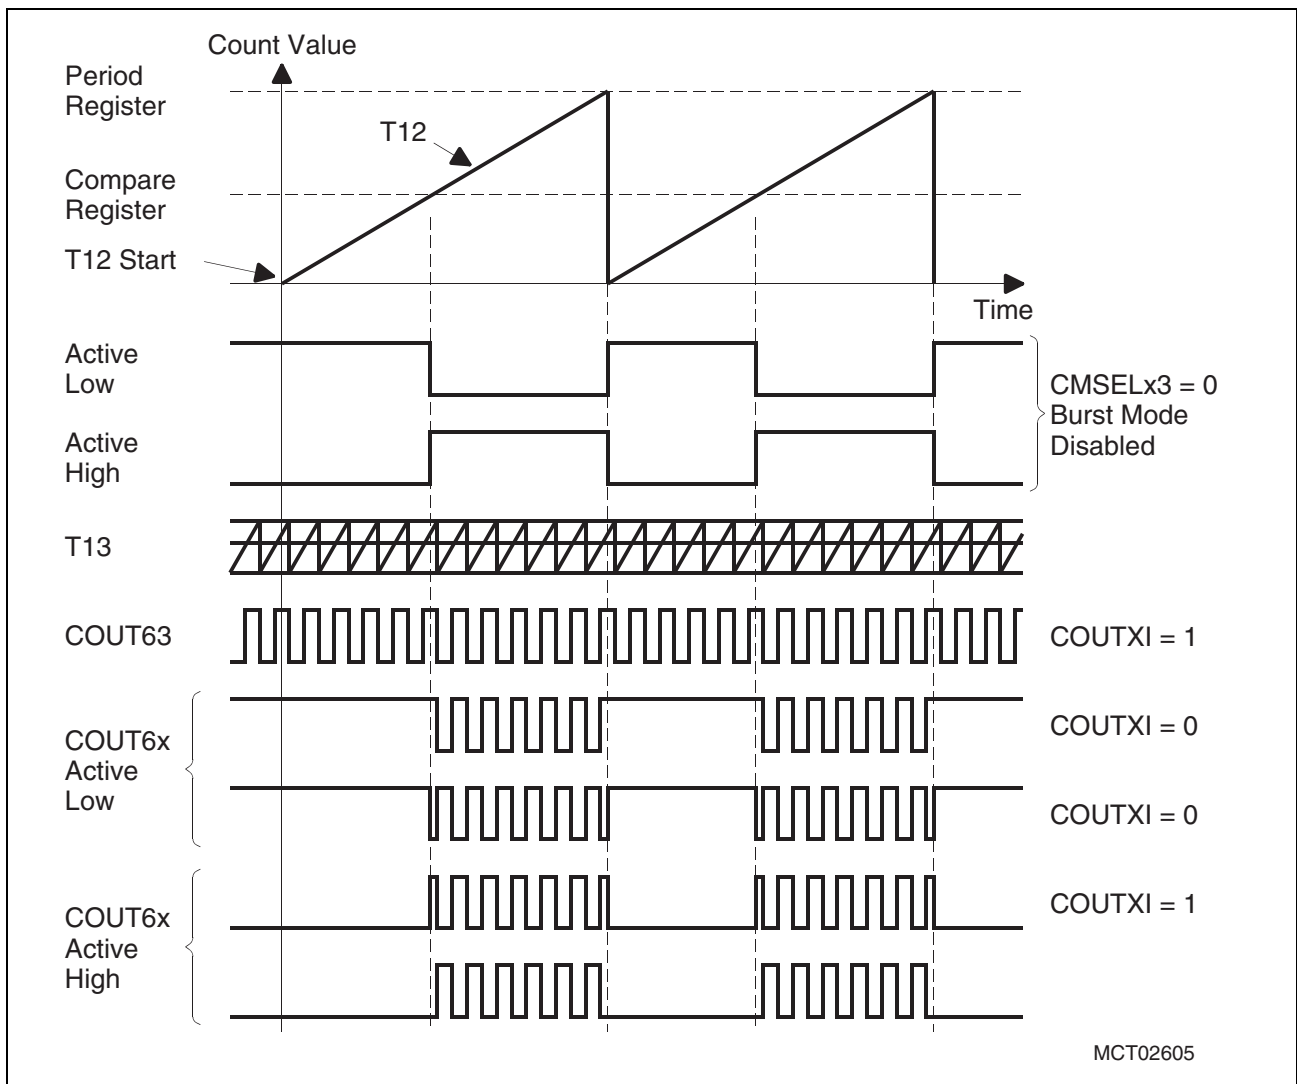 Count Value
Period
Register
T12
Compare
Register
T12 Start
Time
Active
Low
CMSELx3 = 0
Burst Mode
Disabled
Active
High
T13
COUT63
COUTXI = 1
COUT6x
Active
Low
COUTXI = 0
COUTXI = 0
COUT6x
Active
High
COUTXI = 1
MCT02605